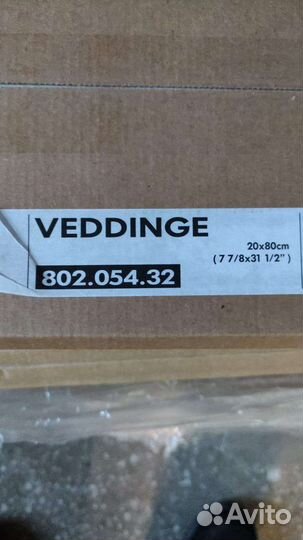 VEDDINGE
20x80cm
( 7 7/8x31 1/2" )
802.054.32
Avito